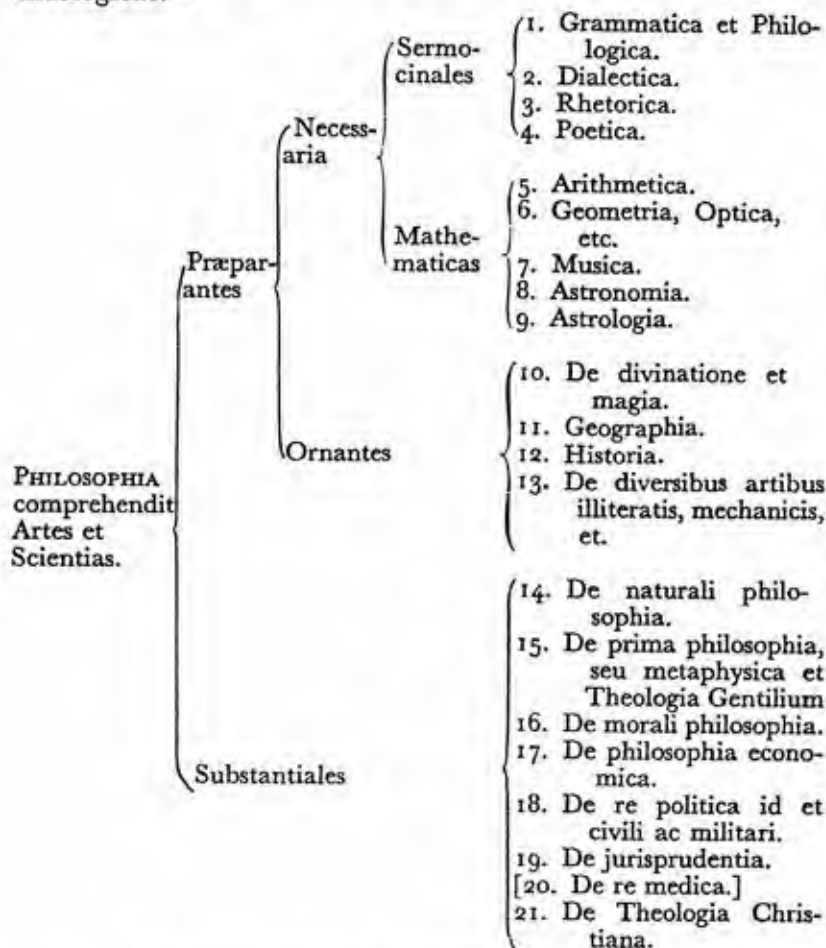 Sermo-
cinales
1. Grammatica et Philo-
logica.
2. Dialectica.
3. Rhetorica.
4. Poetica.
Necess-
aria
Mathe-
maticas
5. Arithmetica.
6. Geometria, Optica,
etc.
7. Musica.
8. Astronomia.
9. Astrologia.
Præpar-
antes
Ornantes
10. De divinatione et
magia.
11. Geographia.
12. Historia.
13. De diversibus artibus
illiteratis, mechanicis,
et.
PHILOSOPHIA
comprehendit
Artes et
Scientias.
Substantiales
14. De naturali philo-
sophia.
15. De prima philosophia,
seu metaphysica et
Theologia Gentilium
16. De morali philosophia.
17. De philosophia econo-
mica.
18. De re politica id et
civili ac militari.
19. De jurisprudentia.
[20. De re medica.]
21. De Theologia Chris-
tiana.